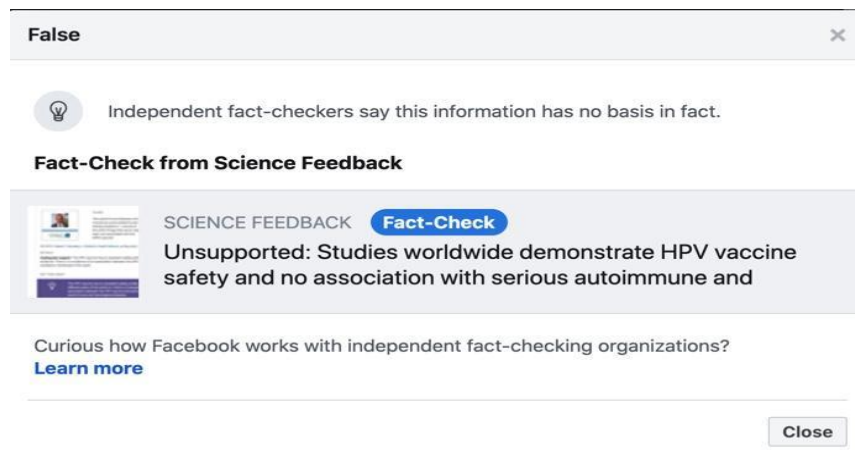 False
Independent fact-checkers say this information has no basis in fact.
Fact-Check from Science Feedback
SCIENCE FEEDBACK Fact-Check
Unsupported: Studies worldwide demonstrate HPV vaccine
safety and no association with serious autoimmune and
Curious how Facebook works with independent fact-checking organizations?
Learn more
Close